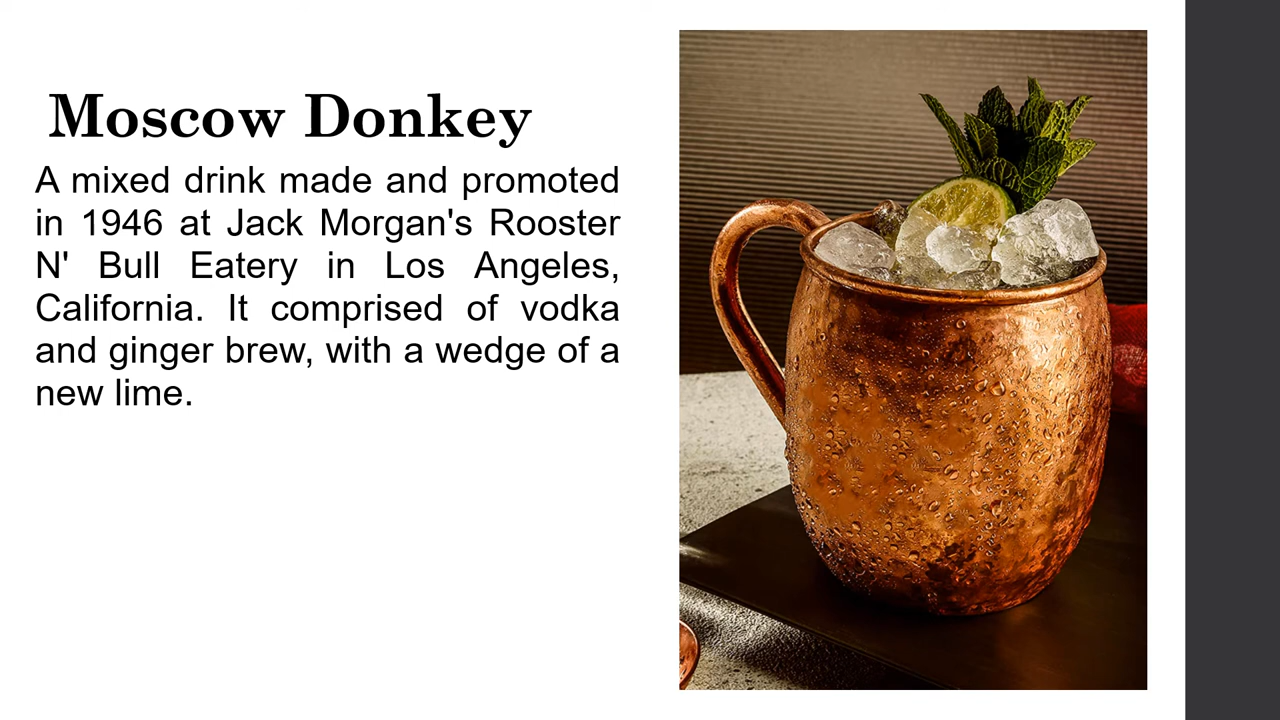 Moscow Donkey
A mixed drink made and promoted
in 1946 at Jack Morgan's Rooster
N' Bull Eatery in Los Angeles,
California. It comprised of vodka
and ginger brew, with a wedge of a
new lime.